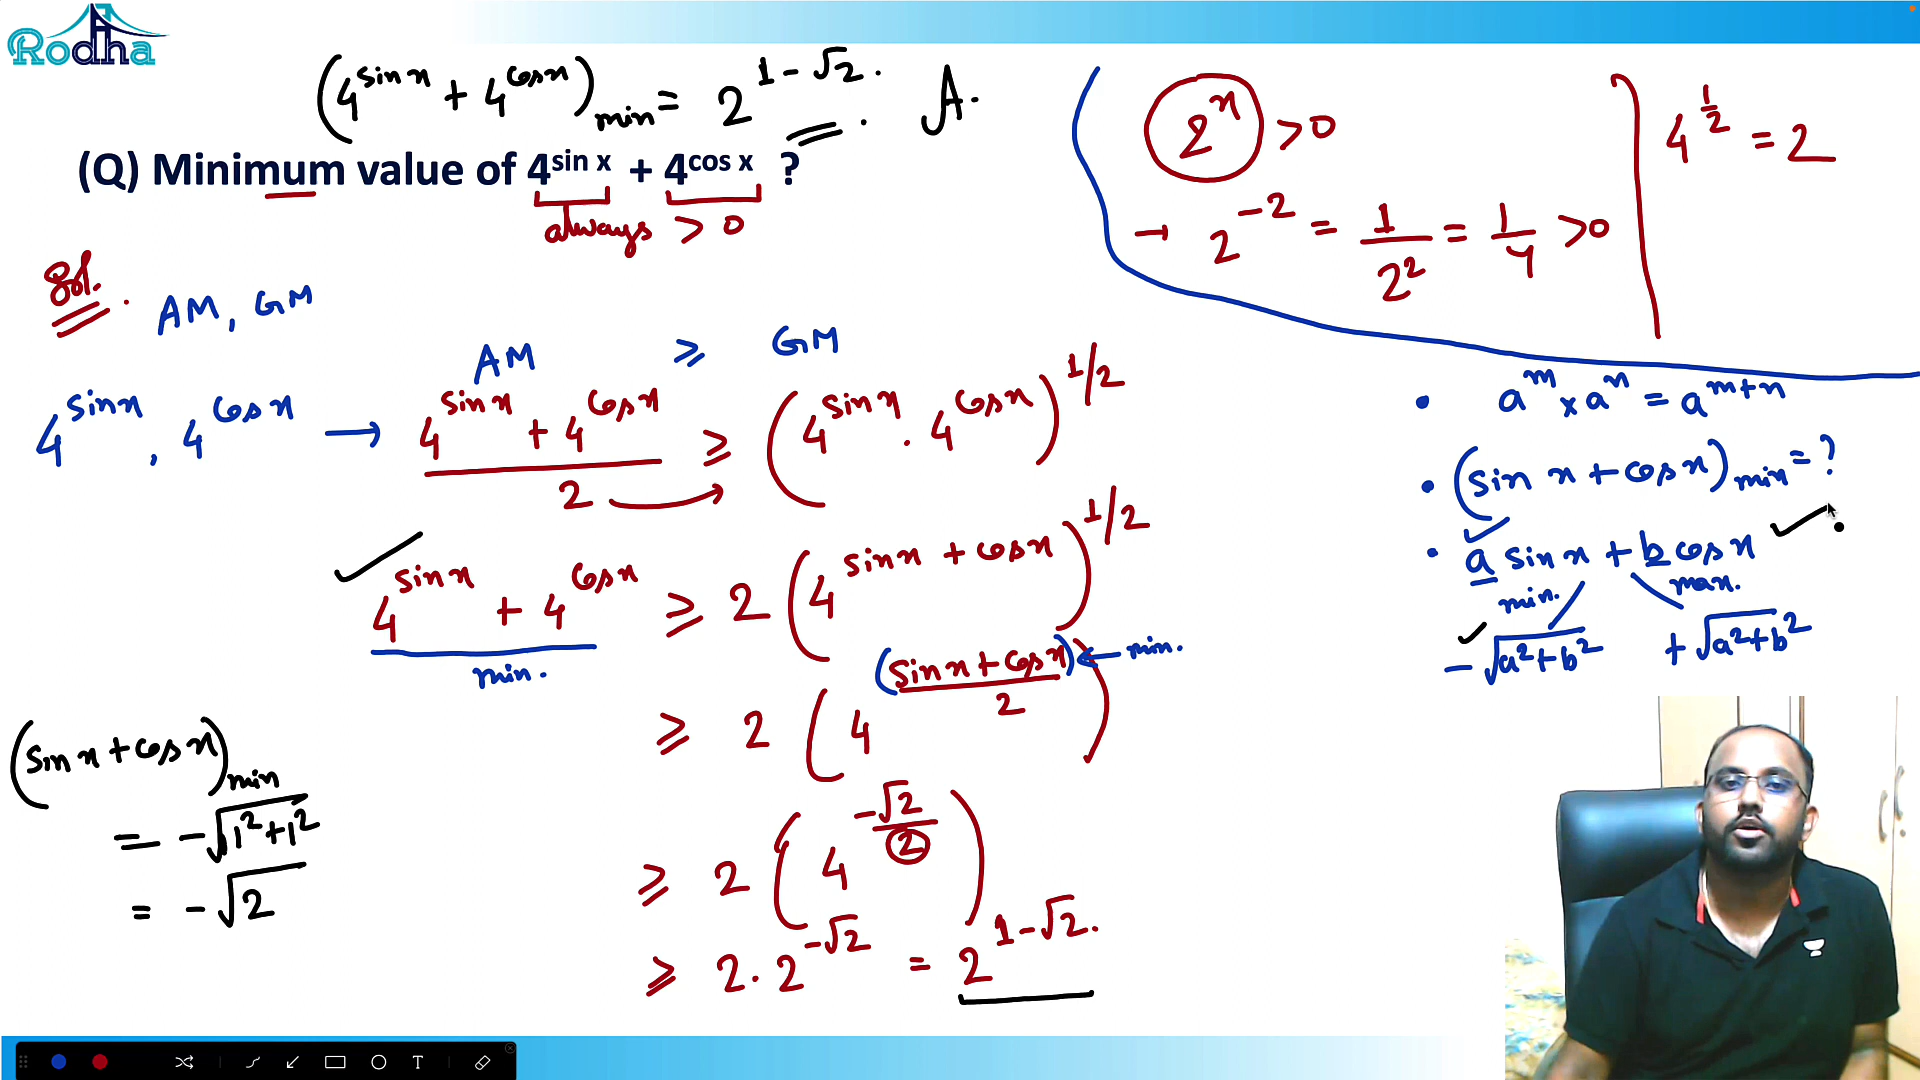 Rodha
(4^sin x + 4^cos x)min = 2^1-√2. A.
(Q) Minimum value of 4^sin x + 4^cos x ?
always > 0
2^x > 0
→ 2^-2 = 1/2^2 = 1/4 > 0
4^1/2 = 2
Sol.
AM, GM
AM ≥ GM
4^sin x, 4^cos x → (4^sin x + 4^cos x)/2 ≥ (4^sin x . 4^cos x)^1/2
4^sin x + 4^cos x ≥ 2 (4^sin x + cos x)^1/2
min.
≥ 2 (4^(sin x + cos x)/2) ← min.
≥ 2 (4^-√2/2)
≥ 2 . 2^-√2 = 2^1-√2.
(sin x + cos x)min
= -√1^2+1^2
= -√2
• a^m × a^n = a^m+n
• (sin x + cos x)min = ?
• a sin x + b cos x
min. max.
-√a^2+b^2 +√a^2+b^2
T